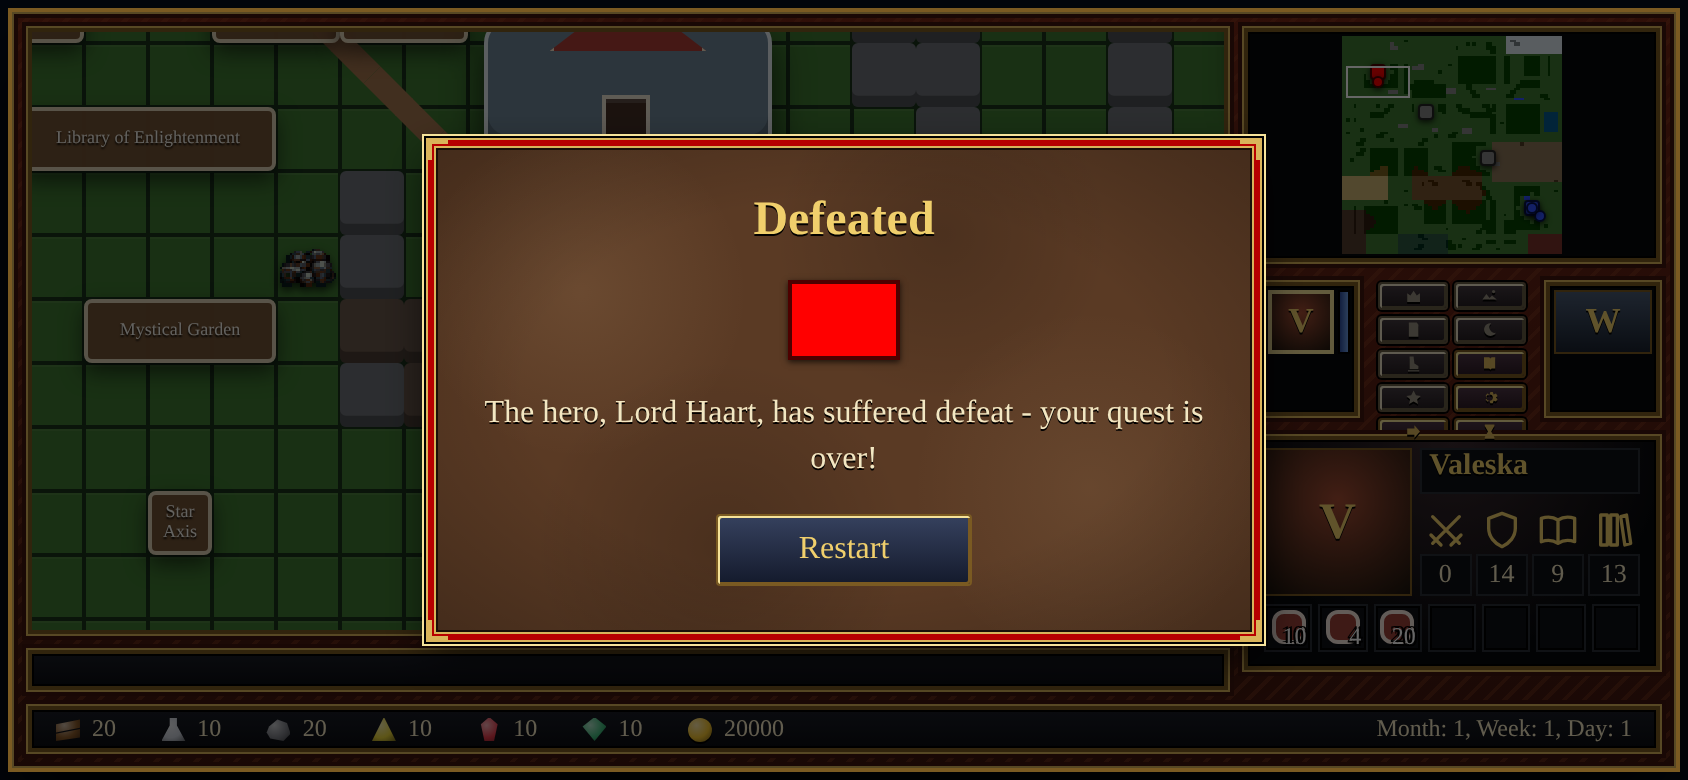 Library of Enlightenment
Mystical Garden
Star
Axis
Defeated
The hero, Lord Haart, has suffered defeat - your quest is
over!
Restart
V
W
V
Valeska
0
14
9
13
10
4
20
20
10
20
10
10
10
20000
Month: 1, Week: 1, Day: 1